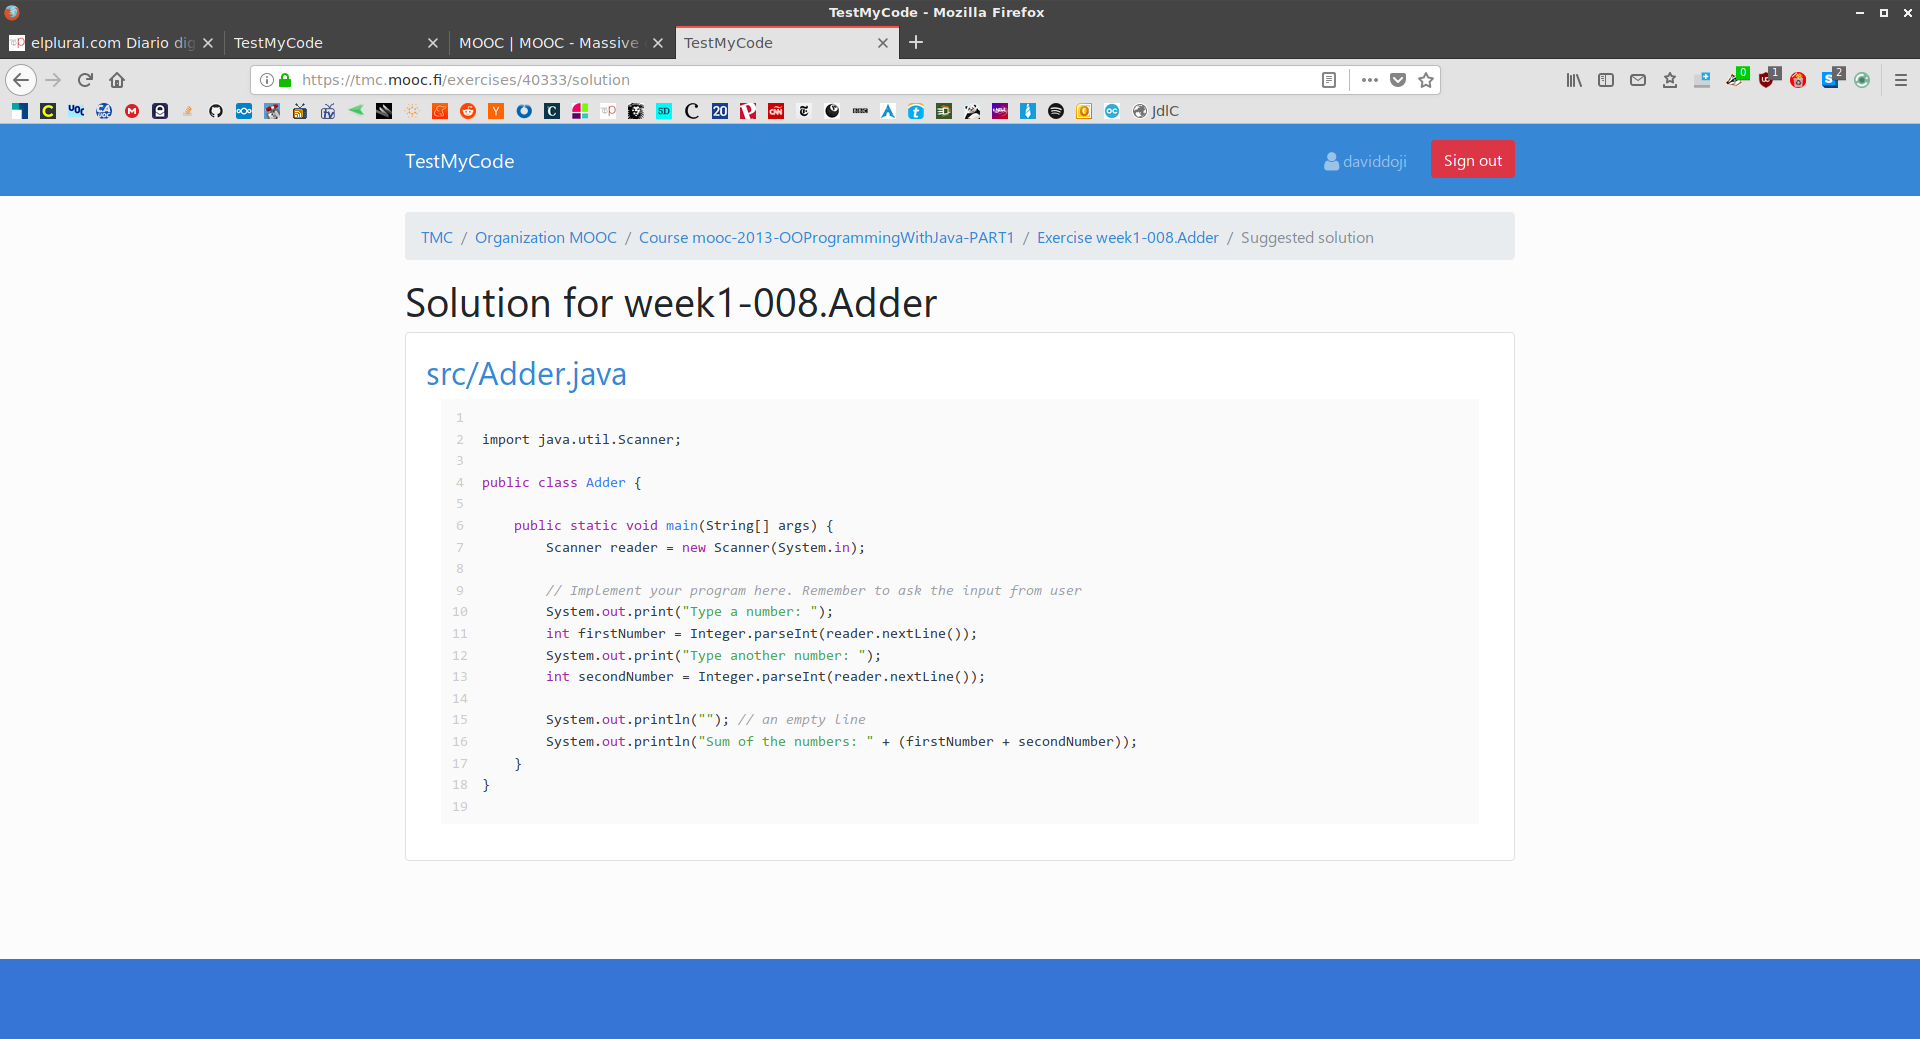 TestMyCode - Mozilla Firefox
elplural.com Diario dig
TestMyCode
MOOC | MOOC - Massive
TestMyCode
https://tmc.mooc.fi/exercises/40333/solution
0
1
2
JdlC
TestMyCode
daviddoji
Sign out
TMC / Organization MOOC / Course mooc-2013-OOProgrammingWithJava-PART1 / Exercise week1-008.Adder / Suggested solution
Solution for week1-008.Adder
src/Adder.java
1
2 import java.util.Scanner;
3
4 public class Adder {
5
6 public static void main(String[] args) {
7 Scanner reader = new Scanner(System.in);
8
9 // Implement your program here. Remember to ask the input from user
10 System.out.print("Type a number: ");
11 int firstNumber = Integer.parseInt(reader.nextLine());
12 System.out.print("Type another number: ");
13 int secondNumber = Integer.parseInt(reader.nextLine());
14
15 System.out.println(""); // an empty line
16 System.out.println("Sum of the numbers: " + (firstNumber + secondNumber));
17 }
18 }
19